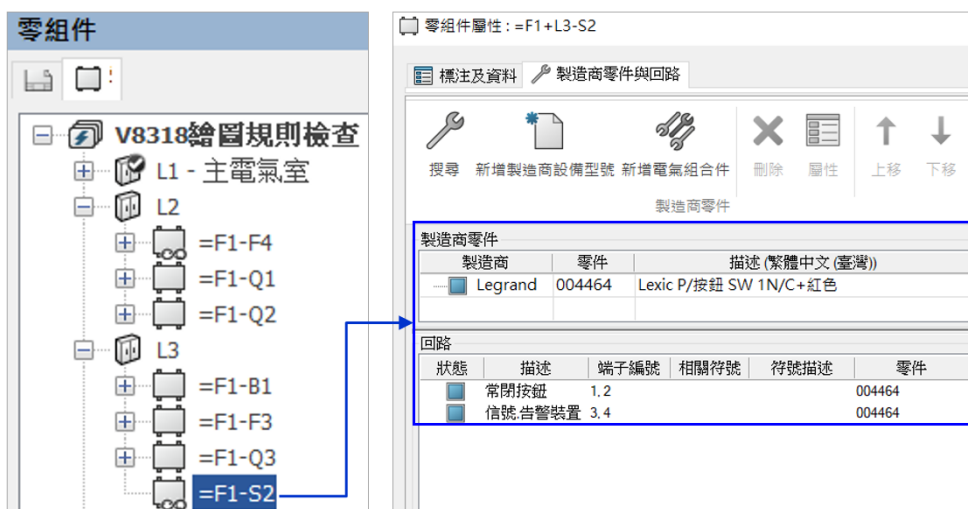 零組件
V8318繪圖規則檢查
L1 - 主電氣室
L2
=F1-F4
=F1-Q1
=F1-Q2
L3
=F1-B1
=F1-F3
=F1-Q3
=F1-S2
零組件屬性 : =F1+L3-S2
標注及資料 製造商零件與回路
搜尋 新增製造商設備型號 新增電氣組合件 刪除 屬性 上移 下移
製造商零件
製造商零件
製造商 零件 描述 (繁體中文 (臺灣))
Legrand 004464 Lexic P/按鈕 SW 1N/C+紅色
回路
狀態 描述 端子編號 相關符號 符號描述 零件
常閉按鈕 1, 2 004464
信號.告警裝置 3, 4 004464